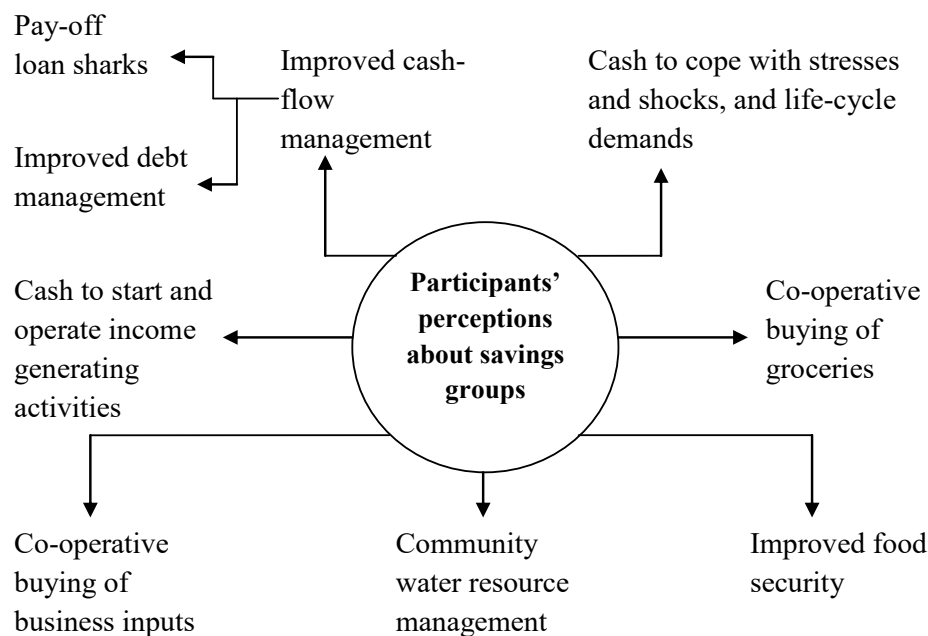 Pay-off
loan sharks
Improved cash-
flow
management
Cash to cope with stresses
and shocks, and life-cycle
demands
Improved debt
management
Participants’
perceptions
about savings
groups
Cash to start and
operate income
generating
activities
Co-operative
buying of
groceries
Co-operative
buying of
business inputs
Community
water resource
management
Improved food
security